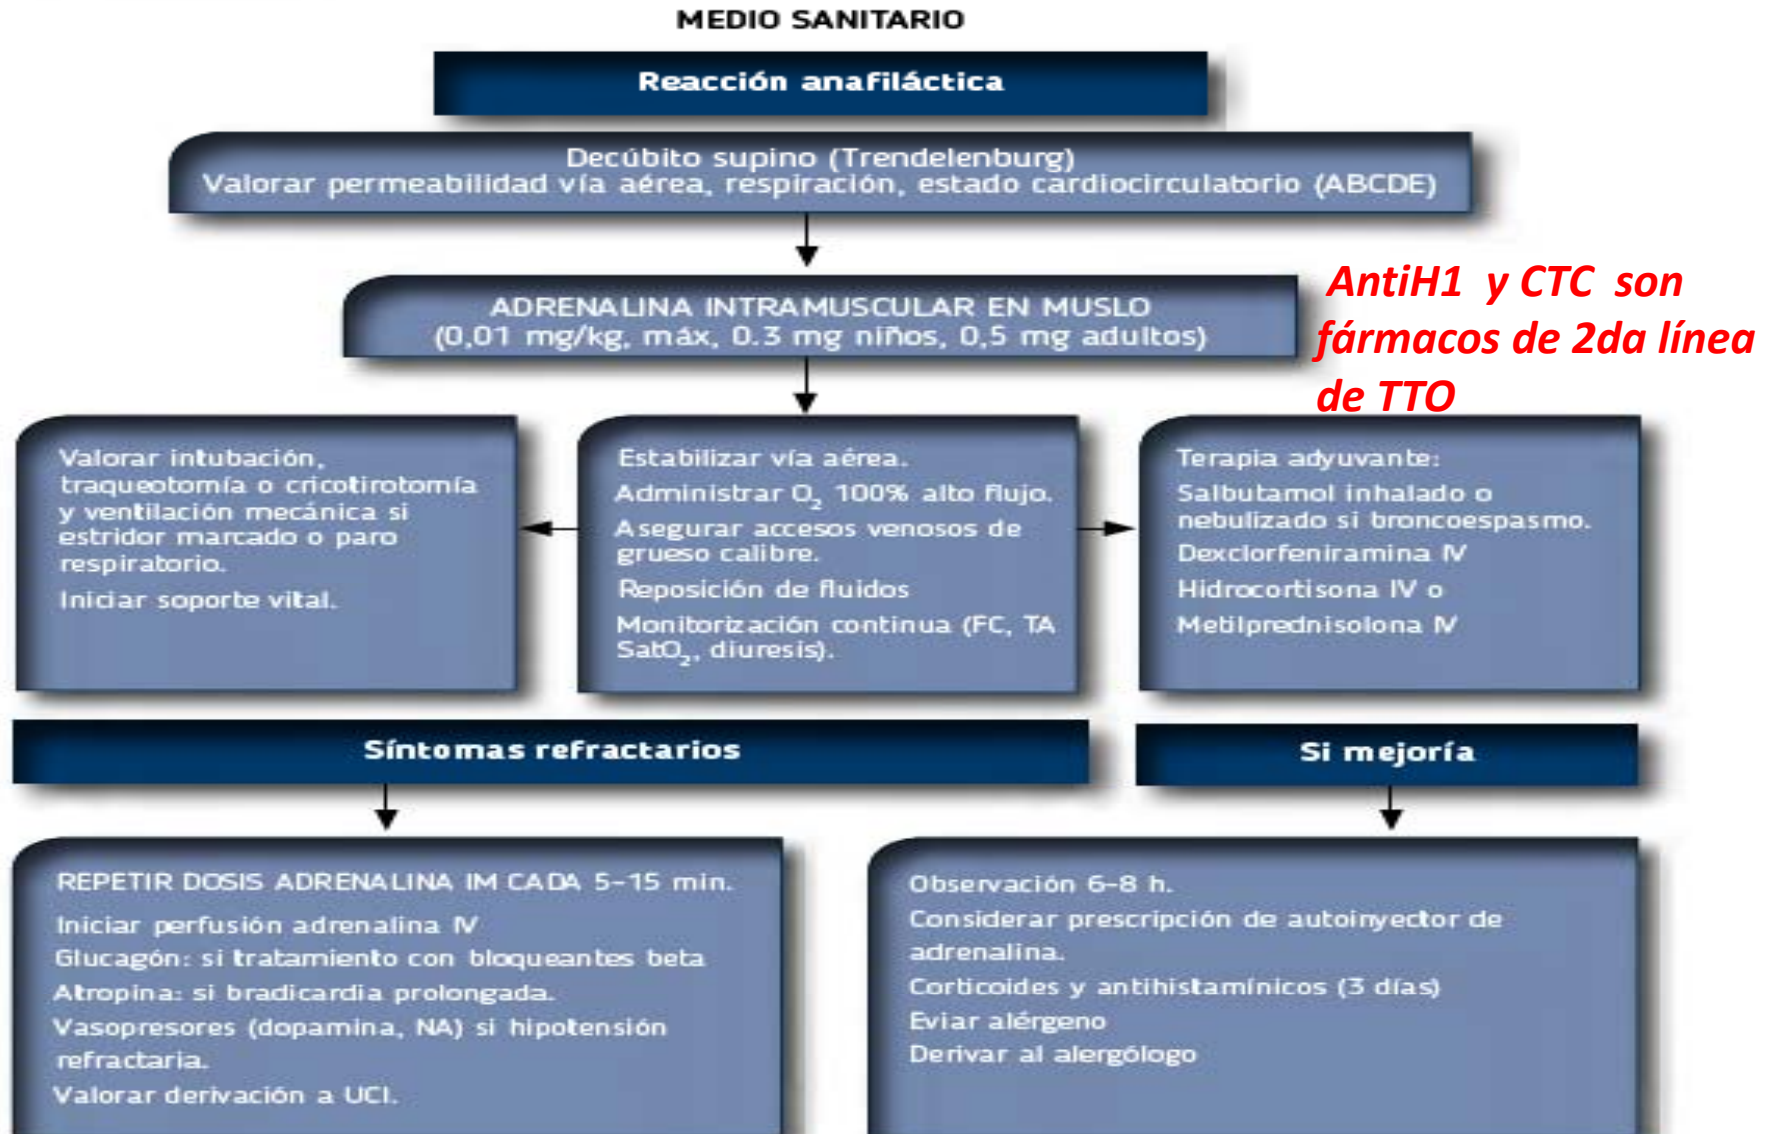 MEDIO SANITARIO
Reacción anafiláctica
Decúbito supino (Trendelenburg)
Valorar permeabilidad vía aérea, respiración, estado cardiocirculatorio (ABCDE)
ADRENALINA INTRAMUSCULAR EN MUSLO
(0,01 mg/kg, máx, 0.3 mg niños, 0,5 mg adultos)
AntiH1 y CTC son
fármacos de 2da línea
de TTO
Valorar intubación,
traqueotomía o cricotirotomía
y ventilación mecánica si
estridor marcado o paro
respiratorio.
Iniciar soporte vital.
Estabilizar vía aérea.
Administrar O₂ 100% alto flujo.
Asegurar accesos venosos de
grueso calibre.
Reposición de fluidos
Monitorización continua (FC, TA
SatO₂, diuresis).
Terapia adyuvante:
Salbutamol inhalado o
nebulizado si broncoespasmo.
Dexclorfeniramina IV
Hidrocortisona IV o
Metilprednisolona IV
Síntomas refractarios
Si mejoría
REPETIR DOSIS ADRENALINA IM CADA 5-15 min.
Iniciar perfusión adrenalina IV
Glucagón: si tratamiento con bloqueantes beta
Atropina: si bradicardia prolongada.
Vasopresores (dopamina, NA) si hipotensión
refractaria.
Valorar derivación a UCI.
Observación 6-8 h.
Considerar prescripción de autoinyector de
adrenalina.
Corticoides y antihistamínicos (3 días)
Eviar alérgeno
Derivar al alergólogo